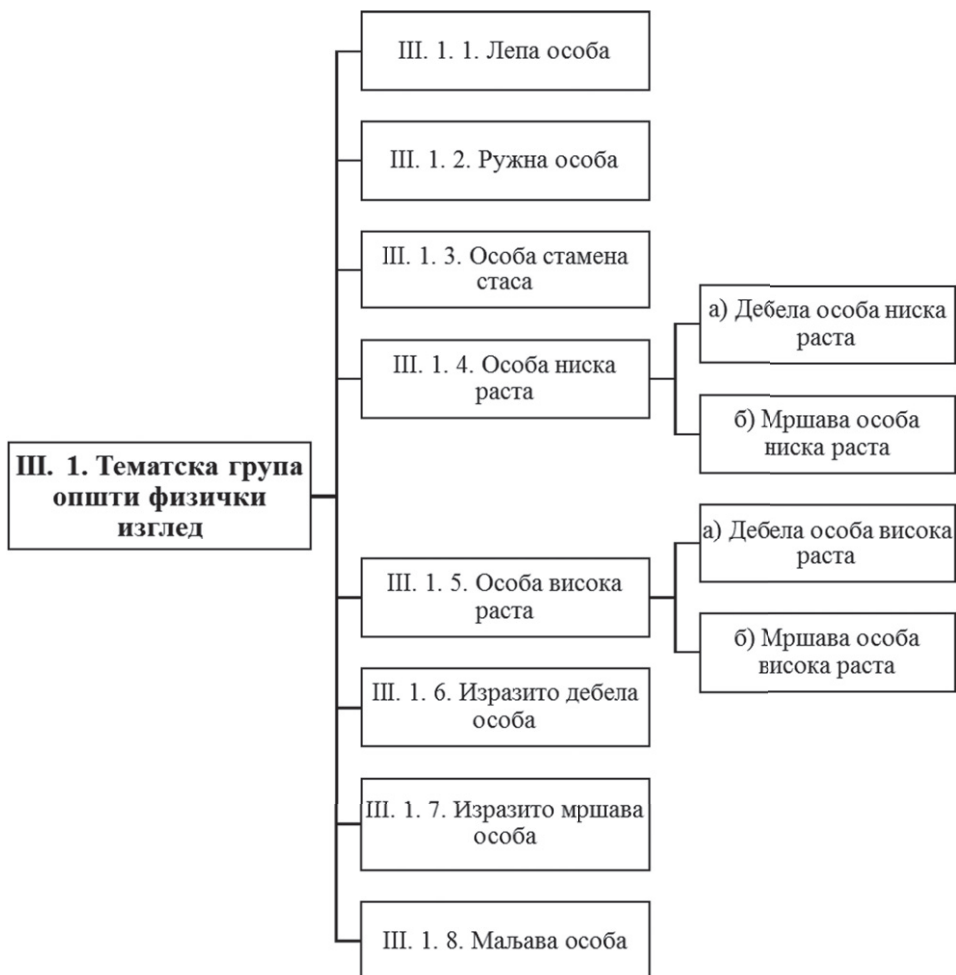 III. 1. Тематска група
општи физички
изглед
III. 1. 1. Лепа особа
III. 1. 2. Ружна особа
III. 1. 3. Особа стамена
стаса
III. 1. 4. Особа ниска
раста
а) Дебела особа ниска
раста
б) Мршава особа
ниска раста
III. 1. 5. Особа висока
раста
а) Дебела особа висока
раста
б) Мршава особа
висока раста
III. 1. 6. Изразито дебела
особа
III. 1. 7. Изразито мршава
особа
III. 1. 8. Маљава особа